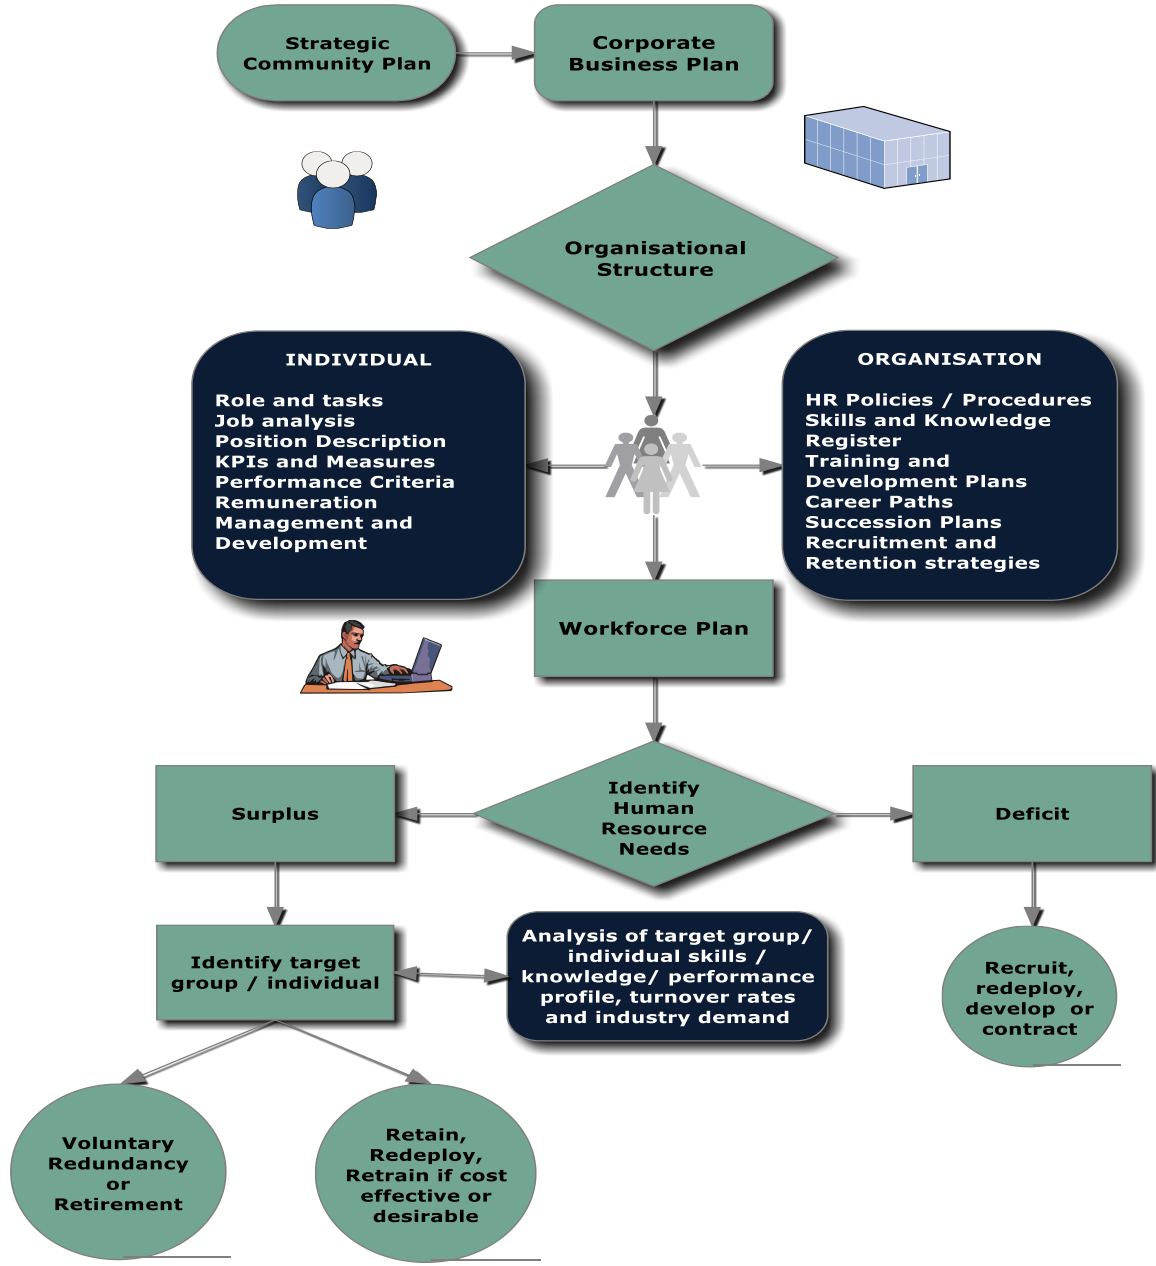 Strategic
Community Plan
Corporate
Business Plan
Organisational
Structure
INDIVIDUAL
Role and tasks
Job analysis
Position Description
KPIs and Measures
Performance Criteria
Remuneration
Management and
Development
ORGANISATION
HR Policies / Procedures
Skills and Knowledge
Register
Training and
Development Plans
Career Paths
Succession Plans
Recruitment and
Retention strategies
Workforce Plan
Identify
Human
Resource
Needs
Surplus
Deficit
Identify target
group / individual
Analysis of target group/
individual skills /
knowledge/ performance
profile, turnover rates
and industry demand
Recruit,
redeploy,
develop  or
contract
Voluntary
Redundancy
or
Retirement
Retain,
Redeploy,
Retrain if cost
effective or
desirable